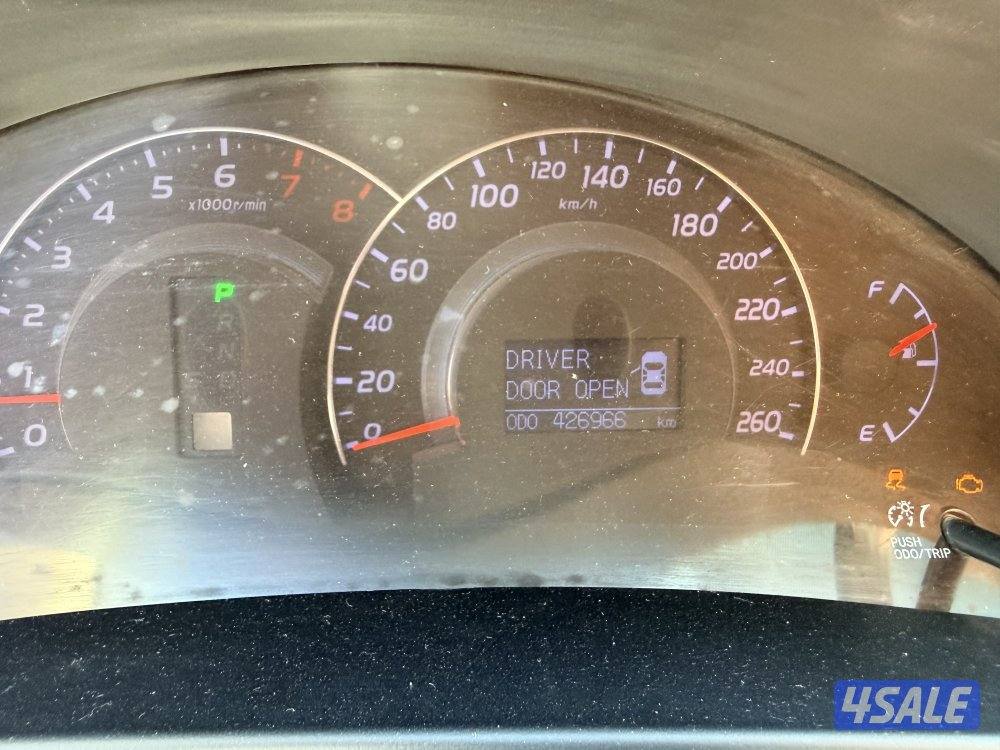 0
1
2
3
4
5
6
7
8
x1000r/min
P
R
N
0
20
40
60
80
100
120
140
160
180
200
220
240
260
km/h
DRIVER
DOOR OPEN
ODO 426966 km
F
E
PUSH
ODO/TRIP
4SALE